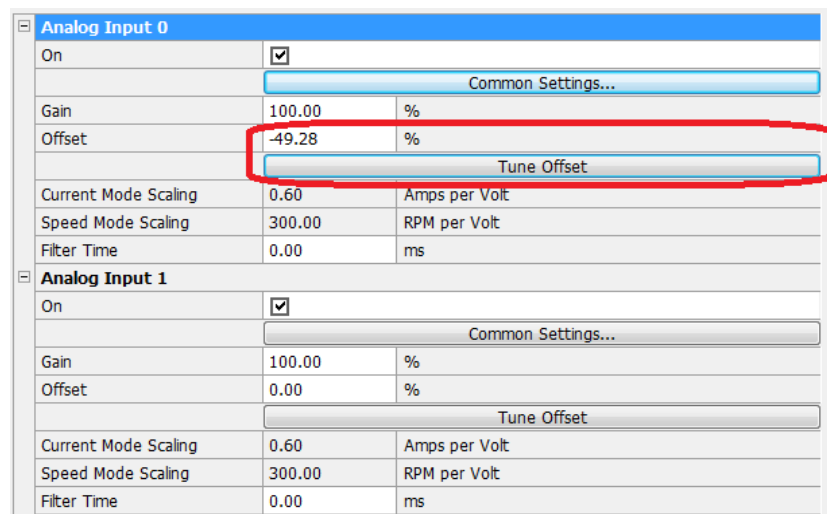 Analog Input 0
On
Common Settings...
Gain 100.00 %
Offset -49.28 %
Tune Offset
Current Mode Scaling 0.60 Amps per Volt
Speed Mode Scaling 300.00 RPM per Volt
Filter Time 0.00 ms
Analog Input 1
On
Common Settings...
Gain 100.00 %
Offset 0.00 %
Tune Offset
Current Mode Scaling 0.60 Amps per Volt
Speed Mode Scaling 300.00 RPM per Volt
Filter Time 0.00 ms